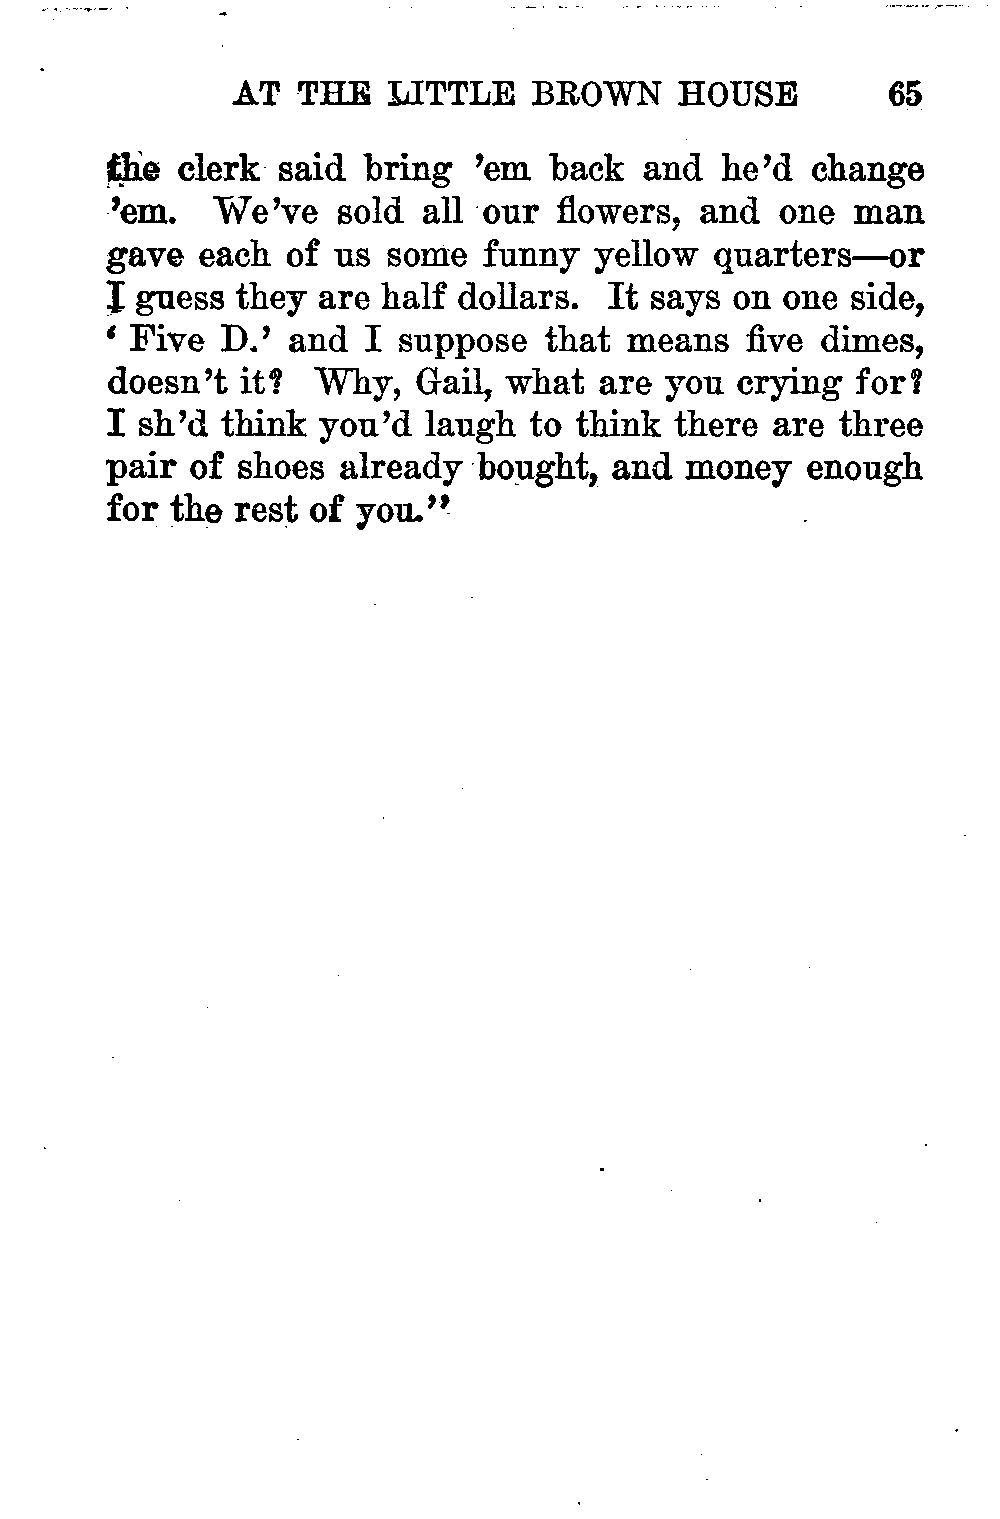 AT THE LITTLE BROWN HOUSE 65
the clerk said bring 'em back and he'd change
'em. We've sold all our flowers, and one man
gave each of us some funny yellow quarters—or
I guess they are half dollars. It says on one side,
' Five D.' and I suppose that means five dimes,
doesn't it? Why, Gail, what are you crying for?
I sh'd think you'd laugh to think there are three
pair of shoes already bought, and money enough
for the rest of you."